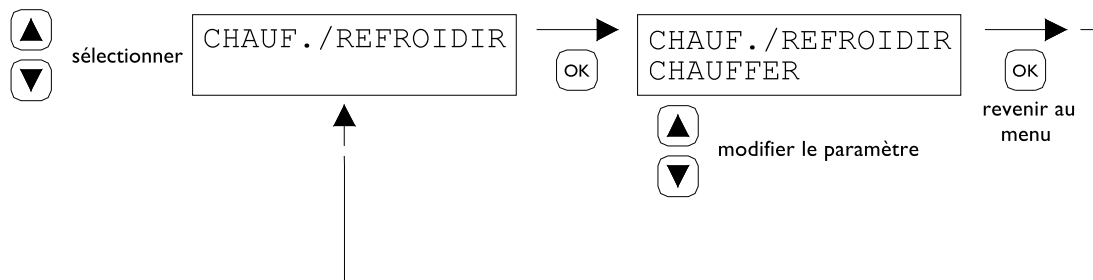 sélectionner
CHAUF./REFROIDIR
OK
CHAUF./REFROIDIR
CHAUFFER
modifier le paramètre
OK
revenir au
menu